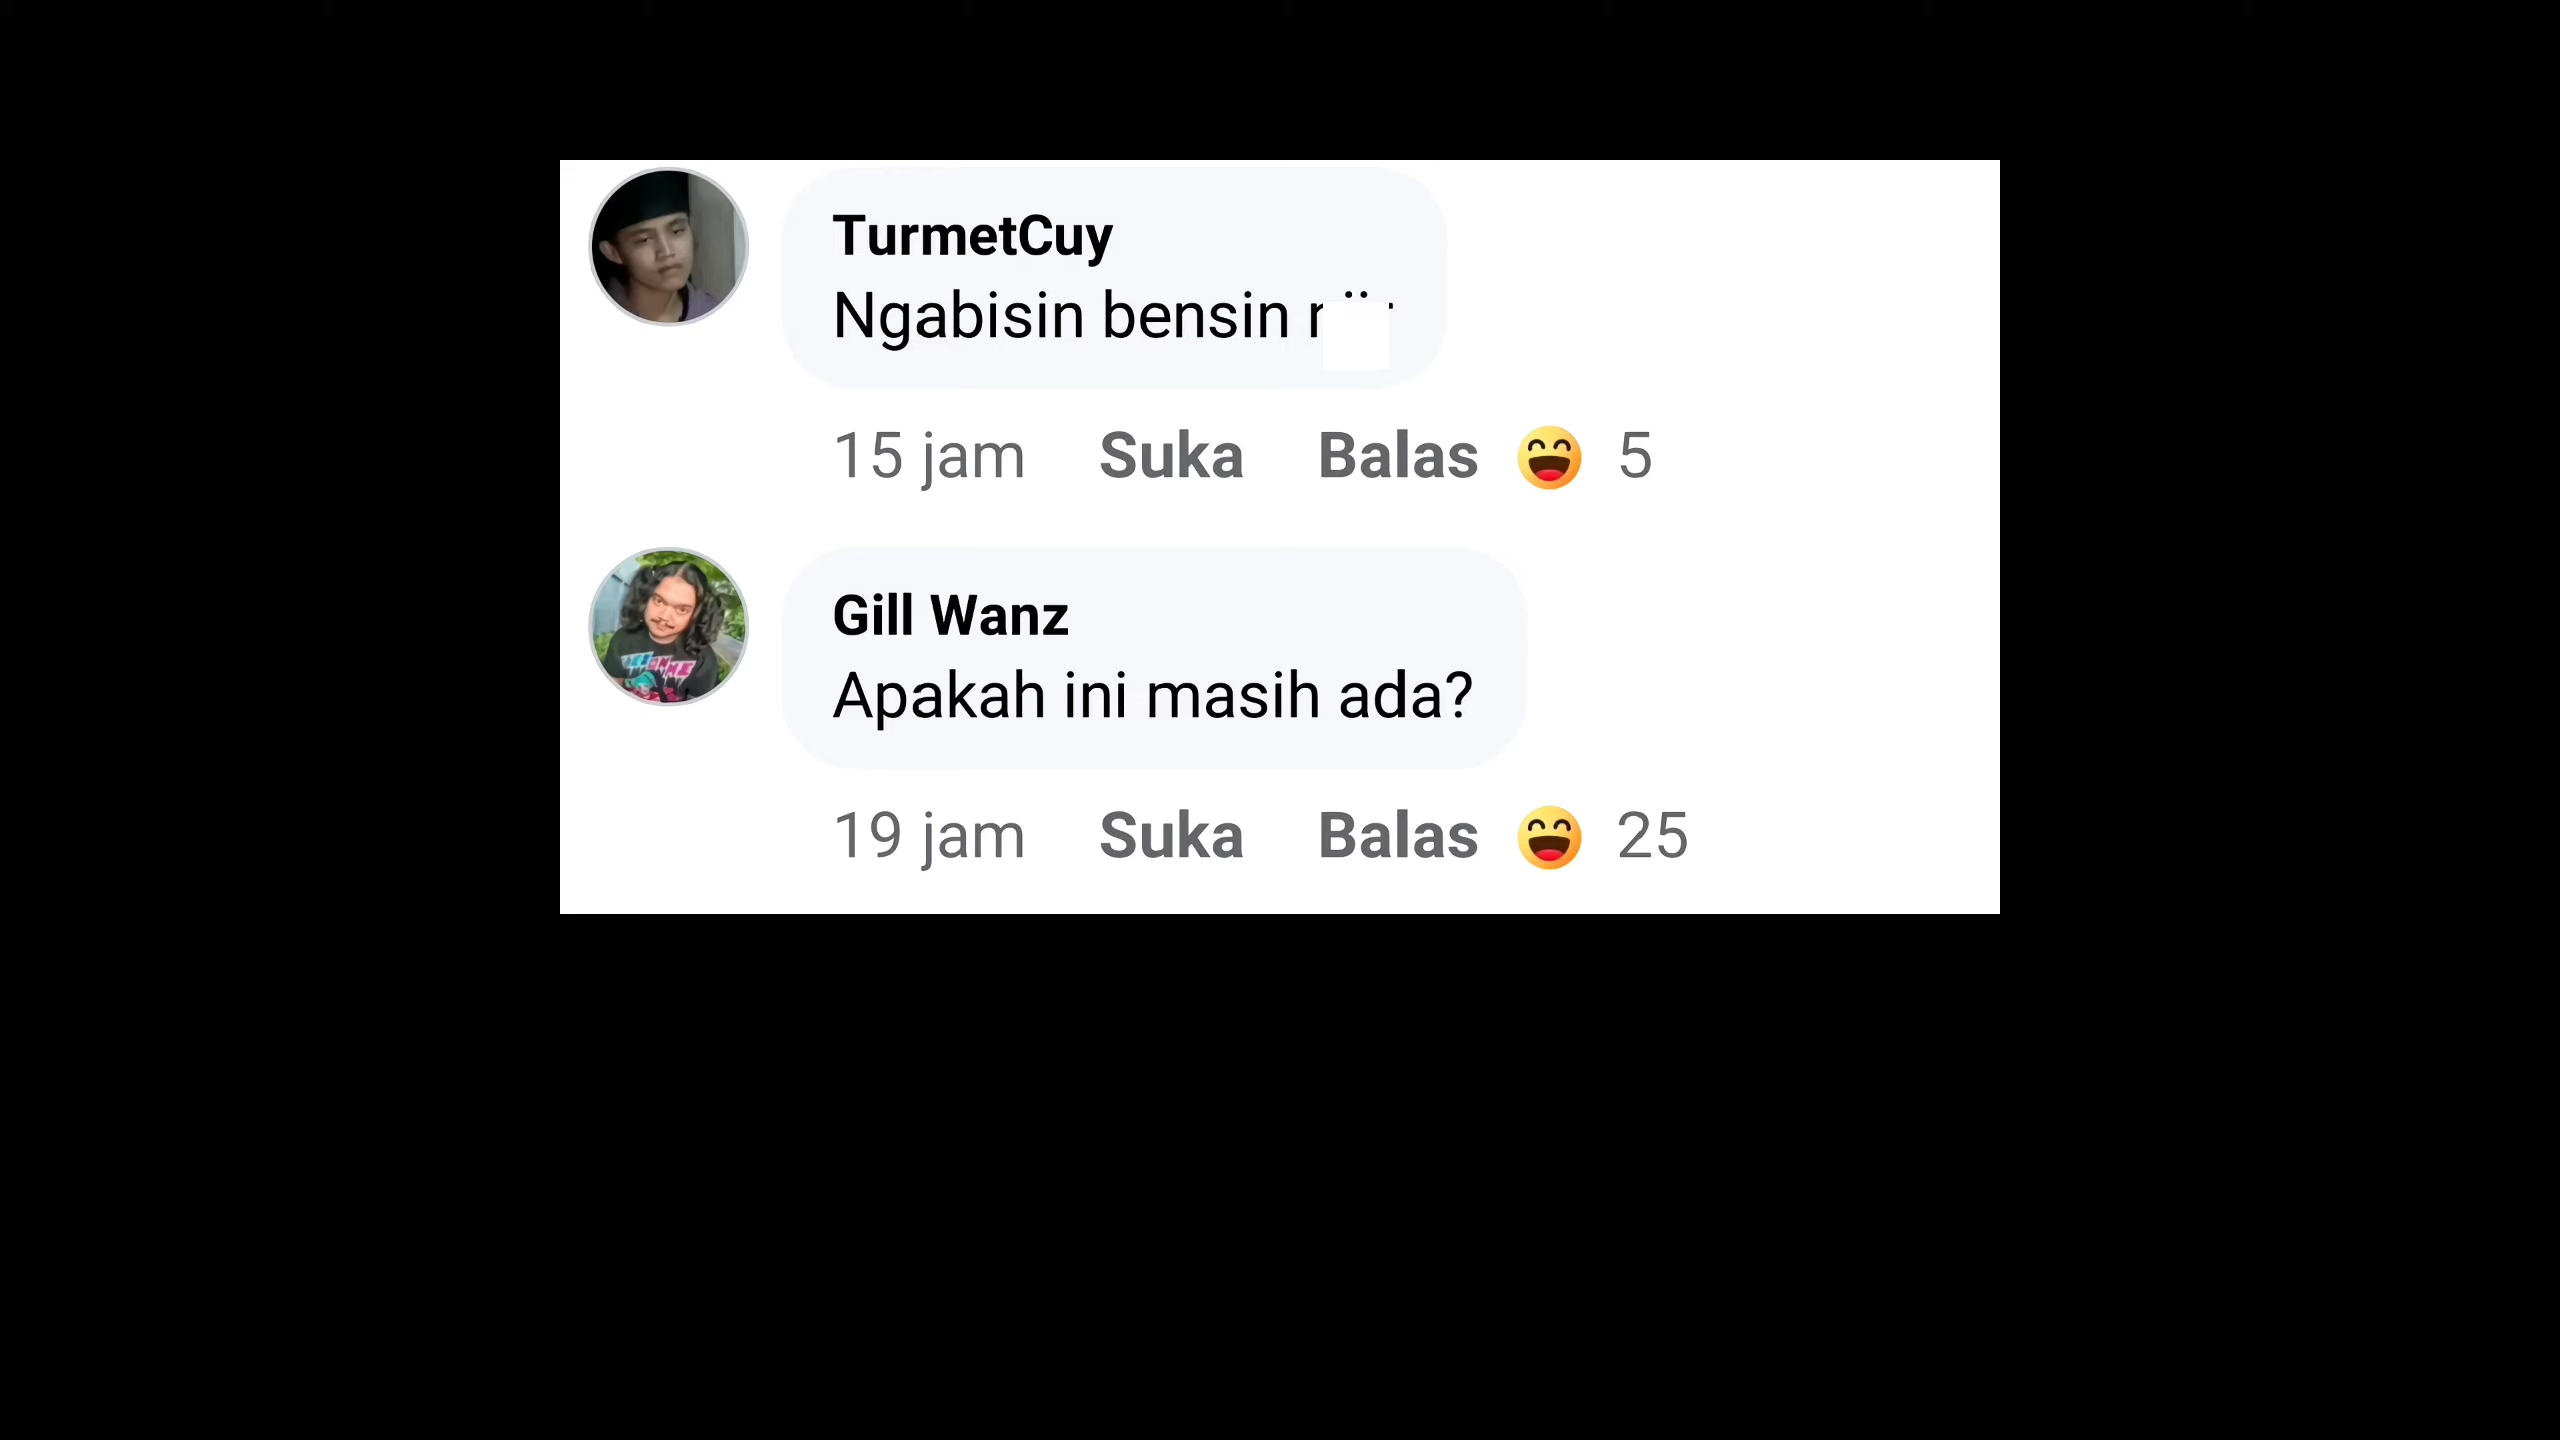 TurmetCuy
Ngabisin bensin
15 jam Suka Balas 5
Gill Wanz
Apakah ini masih ada?
19 jam Suka Balas 25